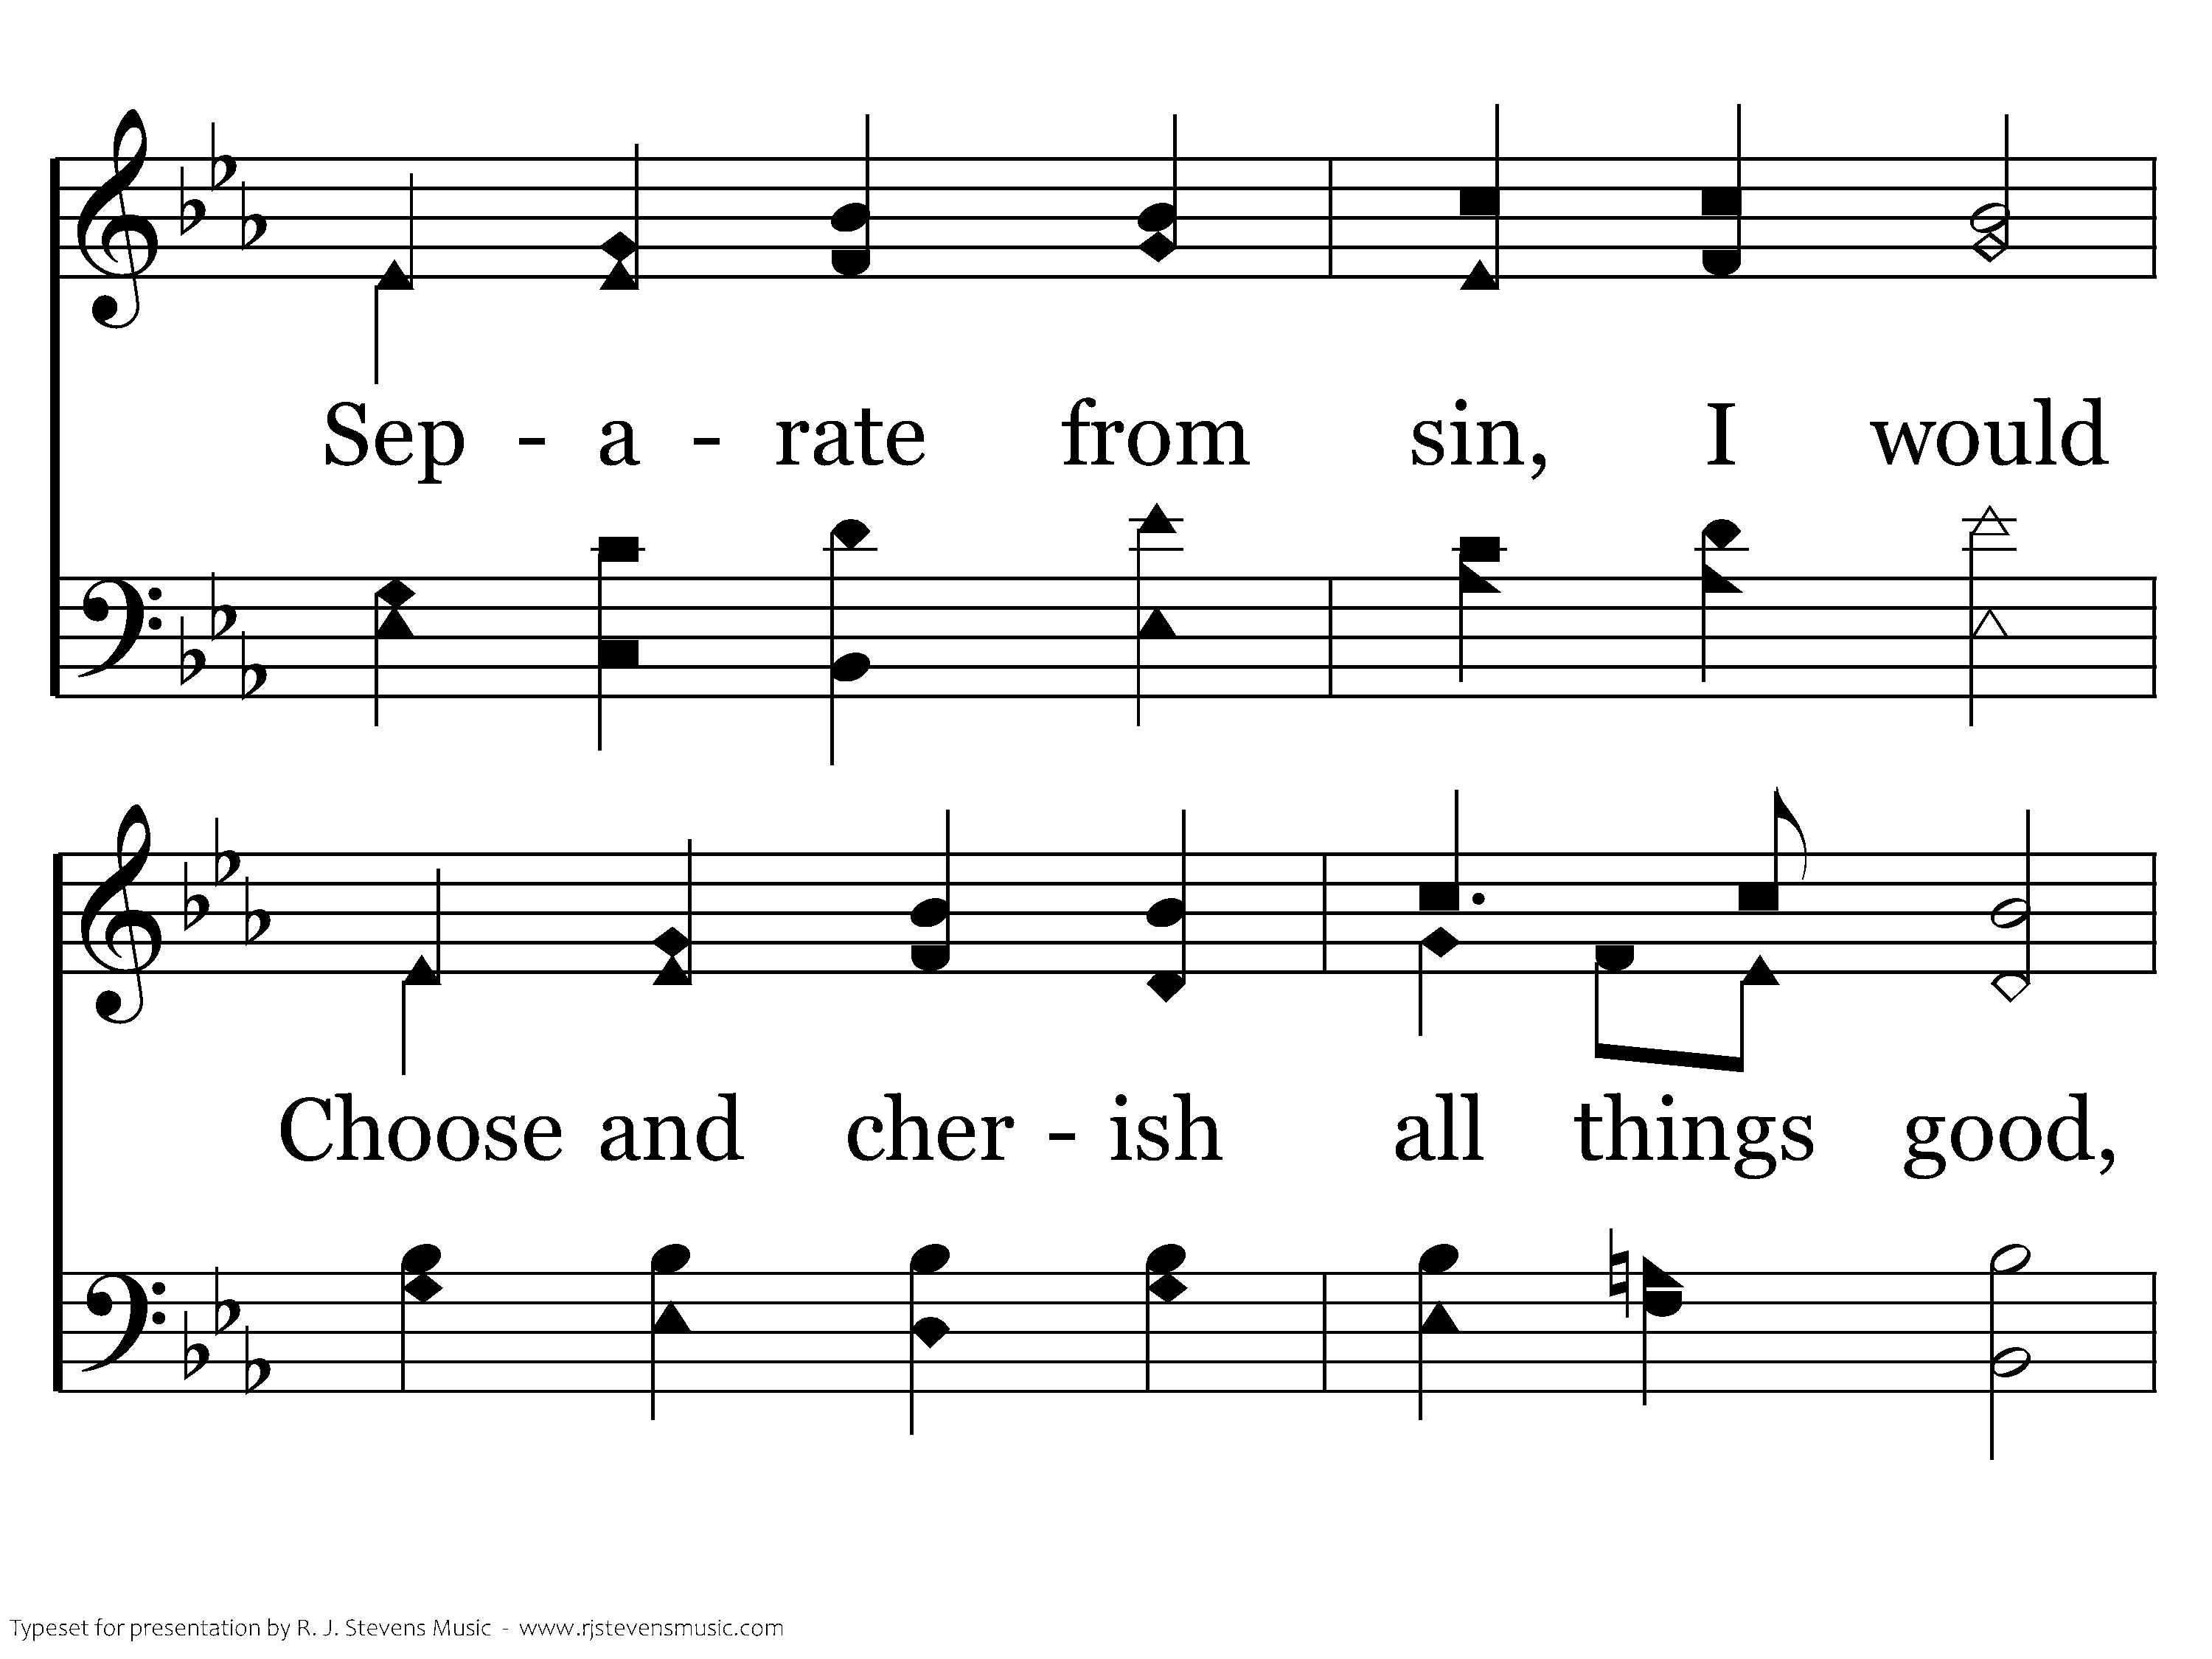 Sep - a - rate from sin, I would
Choose and cher - ish all things good,
Typeset for presentation by R. J. Stevens Music - www.rjstevensmusic.com